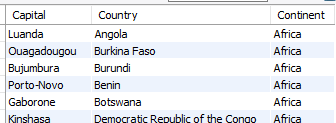 Capital Country Continent
Luanda Angola Africa
Ouagadougou Burkina Faso Africa
Bujumbura Burundi Africa
Porto-Novo Benin Africa
Gaborone Botswana Africa
Kinshasa Democratic Republic of the Congo Africa